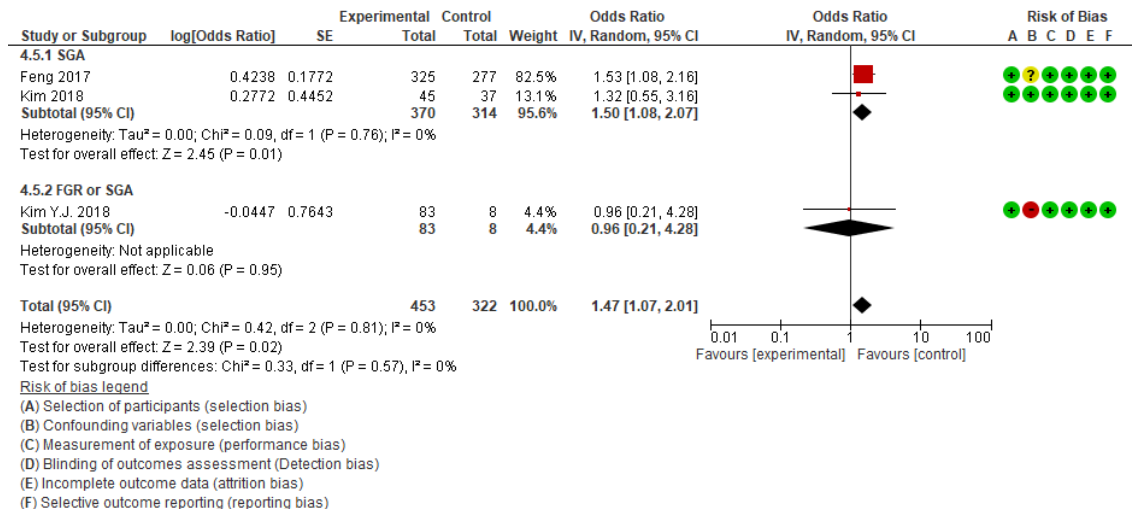 Experimental Control Odds Ratio Odds Ratio Risk of Bias
Study or Subgroup log[Odds Ratio] SE Total Total Weight IV, Random, 95% CI IV, Random, 95% CI A B C D E F
4.5.1 SGA
Feng 2017 0.4238 0.1772 325 277 82.5% 1.53 [1.08, 2.16] + ? + + + +
Kim 2018 0.2772 0.4452 45 37 13.1% 1.32 [0.55, 3.16] + + + + + +
Subtotal (95% CI) 370 314 95.6% 1.50 [1.08, 2.07]
Heterogeneity: Tau² = 0.00; Chi² = 0.09, df = 1 (P = 0.76); I² = 0%
Test for overall effect: Z = 2.45 (P = 0.01)
4.5.2 FGR or SGA
Kim Y.J. 2018 -0.0447 0.7643 83 8 4.4% 0.96 [0.21, 4.28] + - + + + +
Subtotal (95% CI) 83 8 4.4% 0.96 [0.21, 4.28]
Heterogeneity: Not applicable
Test for overall effect: Z = 0.06 (P = 0.95)
Total (95% CI) 453 322 100.0% 1.47 [1.07, 2.01]
Heterogeneity: Tau² = 0.00; Chi² = 0.42, df = 2 (P = 0.81); I² = 0%
Test for overall effect: Z = 2.39 (P = 0.02)
Test for subgroup differences: Chi² = 0.33, df = 1 (P = 0.57), I² = 0%
0.01 0.1 1 10 100
Favours [experimental] Favours [control]
Risk of bias legend
(A) Selection of participants (selection bias)
(B) Confounding variables (selection bias)
(C) Measurement of exposure (performance bias)
(D) Blinding of outcomes assessment (Detection bias)
(E) Incomplete outcome data (attrition bias)
(F) Selective outcome reporting (reporting bias)